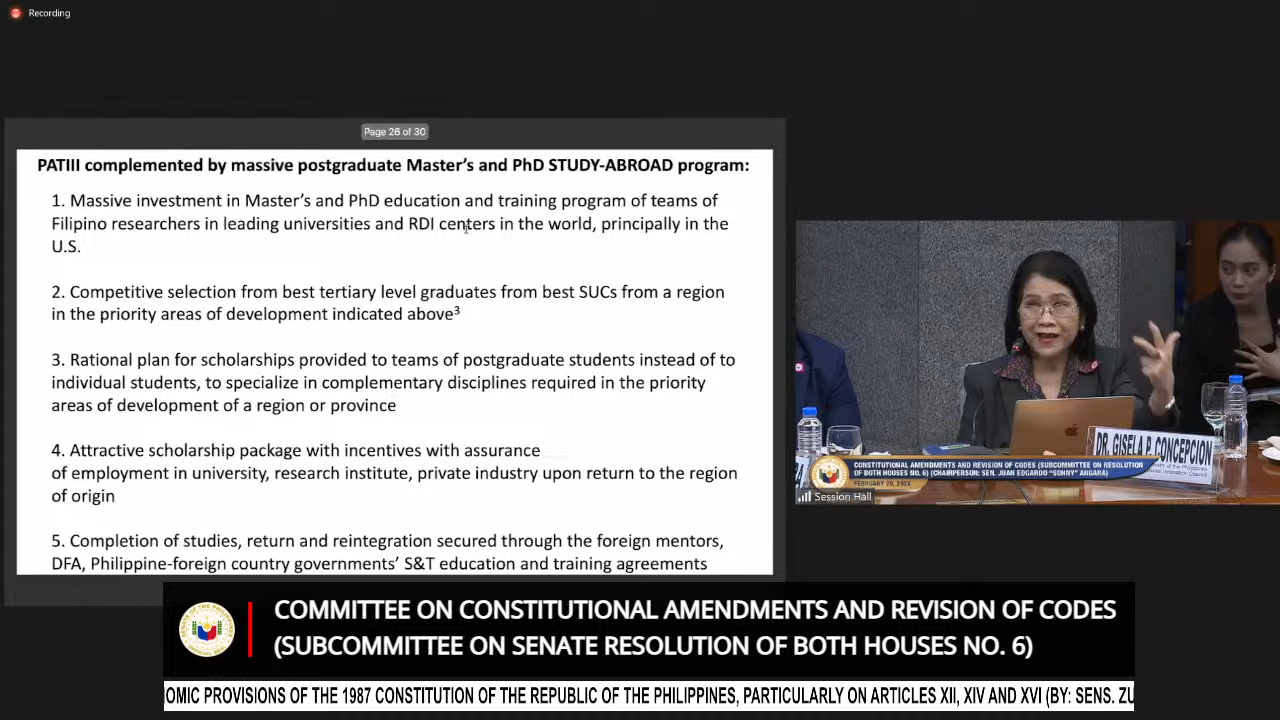 Recording
Page 26 of 30
PATIII complemented by massive postgraduate Master's and PhD STUDY-ABROAD program:
1. Massive investment in Master's and PhD education and training program of teams of
Filipino researchers in leading universities and RDI centers in the world, principally in the
U.S.
2. Competitive selection from best tertiary level graduates from best SUCs from a region
in the priority areas of development indicated above³
3. Rational plan for scholarships provided to teams of postgraduate students instead of to
individual students, to specialize in complementary disciplines required in the priority
areas of development of a region or province
4. Attractive scholarship package with incentives with assurance
of employment in university, research institute, private industry upon return to the region
of origin
5. Completion of studies, return and reintegration secured through the foreign mentors,
DFA, Philippine-foreign country governments' S&T education and training agreements
DR. GISELA P. CONCEPCION
CONSTITUTIONAL AMENDMENTS AND REVISION OF CODES (SUBCOMMITTEE ON RESOLUTION
OF BOTH HOUSES NO. 6) (CHAIRPERSON: SEN. JUAN EDGARDO "SONNY" ANGARA)
FEBRUARY 26, 2024
Session Hall
COMMITTEE ON CONSTITUTIONAL AMENDMENTS AND REVISION OF CODES
(SUBCOMMITTEE ON SENATE RESOLUTION OF BOTH HOUSES NO. 6)
OMIC PROVISIONS OF THE 1987 CONSTITUTION OF THE REPUBLIC OF THE PHILIPPINES, PARTICULARLY ON ARTICLES XII, XIV AND XVI (BY: SENS. ZU